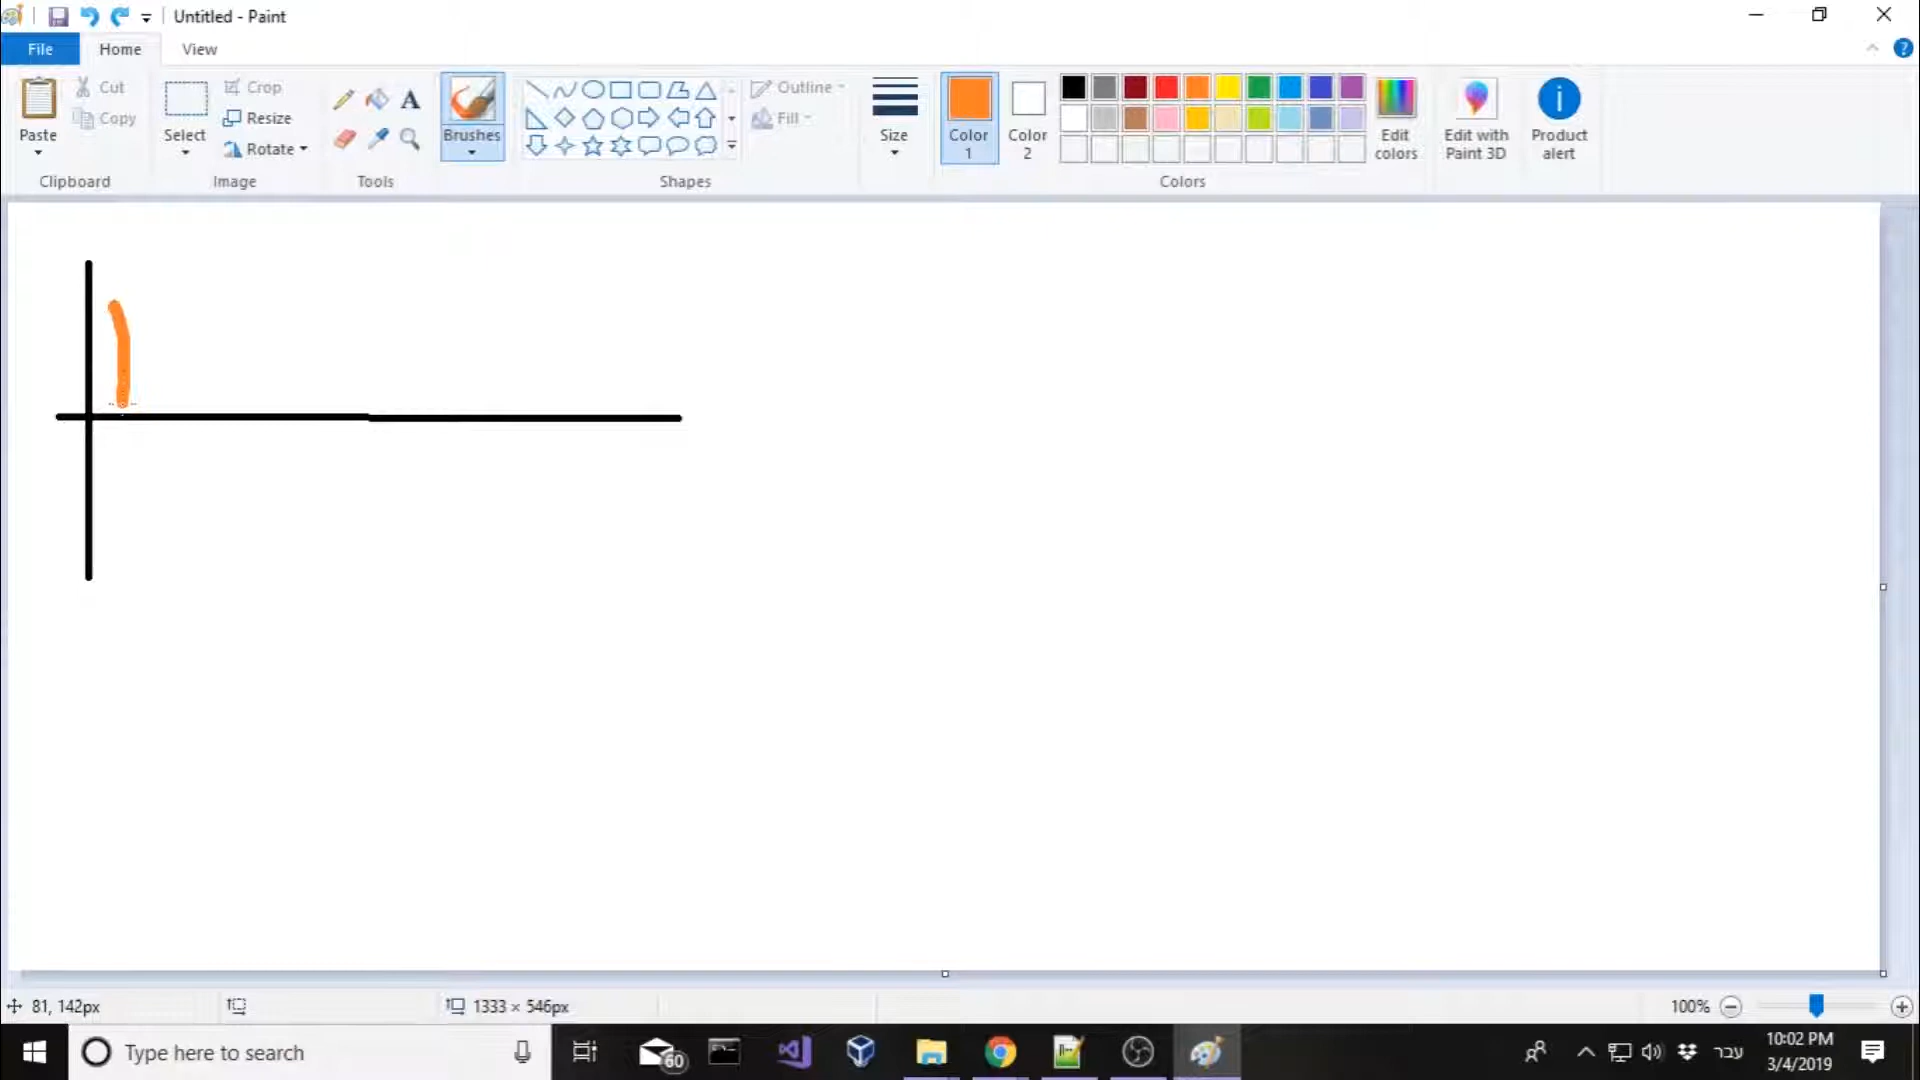 Untitled - Paint
File Home View
Paste
Cut
Copy
Clipboard
Select
Crop
Resize
Rotate
Image
A
Tools
Brushes
Outline
Fill
Shapes
Size
Color 1
Color 2
Colors
Edit colors
Edit with Paint 3D
Product alert
81, 142px
1333 × 546px
100%
Type here to search
60
עבר
10:02 PM
3/4/2019